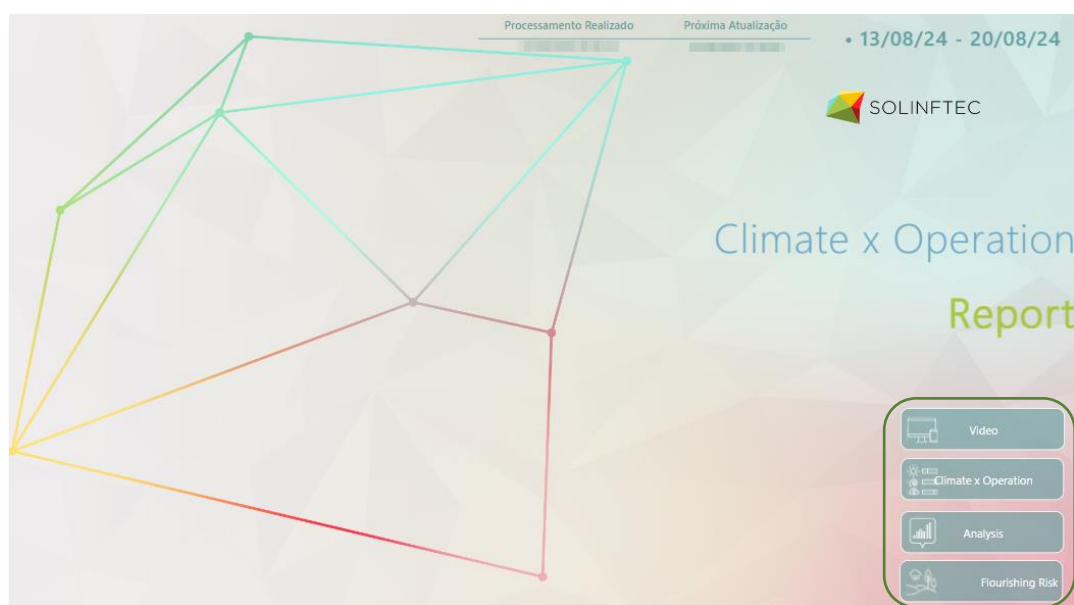 Processamento Realizado
Próxima Atualização
• 13/08/24 - 20/08/24
SOLINFTEC
Climate x Operation
Report
Video
Climate x Operation
Analysis
Flourishing Risk